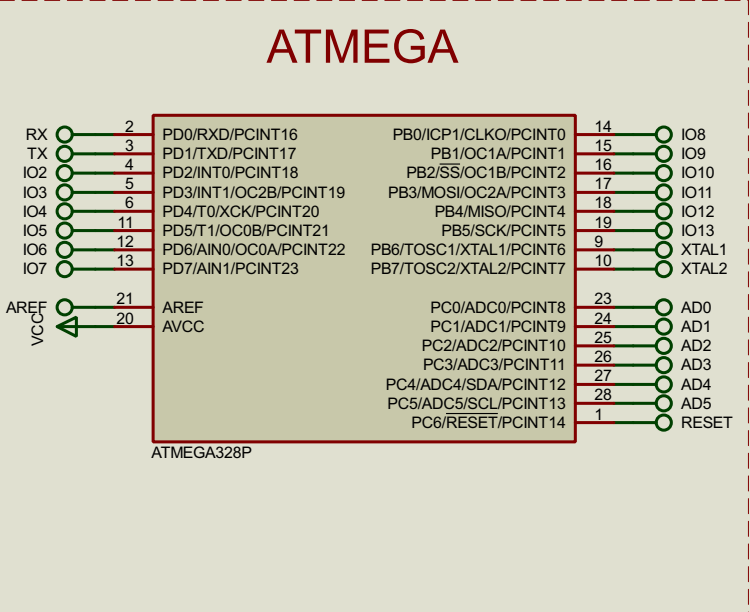 ATMEGA
RX 2 PD0/RXD/PCINT16 PB0/ICP1/CLKO/PCINT0 14 IO8
TX 3 PD1/TXD/PCINT17 PB1/OC1A/PCINT1 15 IO9
IO2 4 PD2/INT0/PCINT18 PB2/SS/OC1B/PCINT2 16 IO10
IO3 5 PD3/INT1/OC2B/PCINT19 PB3/MOSI/OC2A/PCINT3 17 IO11
IO4 6 PD4/T0/XCK/PCINT20 PB4/MISO/PCINT4 18 IO12
IO5 11 PD5/T1/OC0B/PCINT21 PB5/SCK/PCINT5 19 IO13
IO6 12 PD6/AIN0/OC0A/PCINT22 PB6/TOSC1/XTAL1/PCINT6 9 XTAL1
IO7 13 PD7/AIN1/PCINT23 PB7/TOSC2/XTAL2/PCINT7 10 XTAL2
AREF 21 AREF PC0/ADC0/PCINT8 23 AD0
VCC 20 AVCC PC1/ADC1/PCINT9 24 AD1
PC2/ADC2/PCINT10 25 AD2
PC3/ADC3/PCINT11 26 AD3
PC4/ADC4/SDA/PCINT12 27 AD4
PC5/ADC5/SCL/PCINT13 28 AD5
PC6/RESET/PCINT14 1 RESET
ATMEGA328P